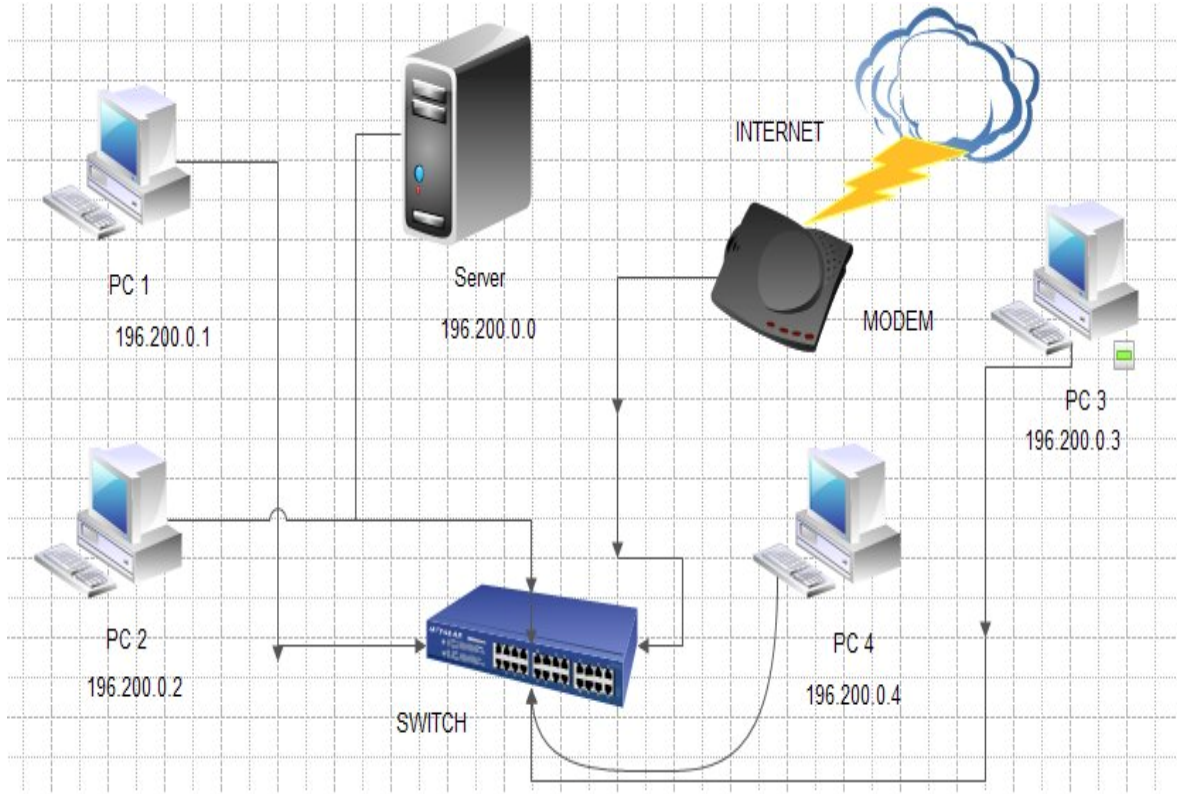 INTERNET
PC 1
196.200.0.1
Server
196.200.0.0
MODEM
PC 3
196.200.0.3
PC 2
196.200.0.2
NETGEAR
SWITCH
PC 4
196.200.0.4